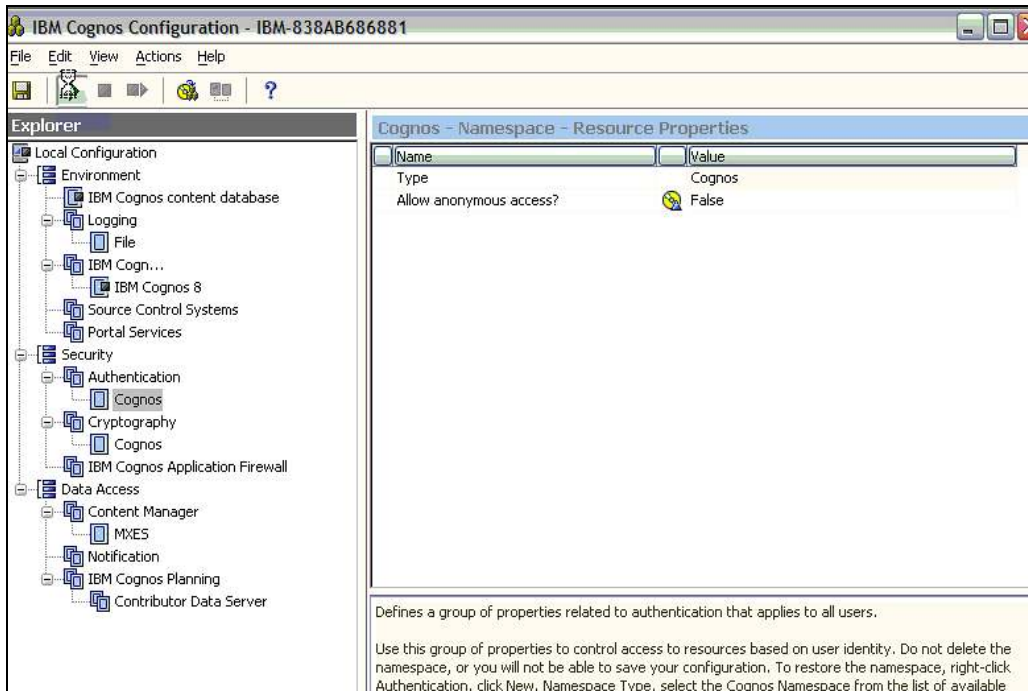 IBM Cognos Configuration - IBM-838AB686881
File Edit View Actions Help
?
Explorer
Local Configuration
Environment
IBM Cognos content database
Logging
File
IBM Cogn...
IBM Cognos 8
Source Control Systems
Portal Services
Security
Authentication
Cognos
Cryptography
Cognos
IBM Cognos Application Firewall
Data Access
Content Manager
MXES
Notification
IBM Cognos Planning
Contributor Data Server
Cognos - Namespace - Resource Properties
Name Value
Type Cognos
Allow anonymous access? False
Defines a group of properties related to authentication that applies to all users.
Use this group of properties to control access to resources based on user identity. Do not delete the
namespace, or you will not be able to save your configuration. To restore the namespace, right-click
Authentication, click New, Namespace Type, select the Cognos Namespace from the list of available